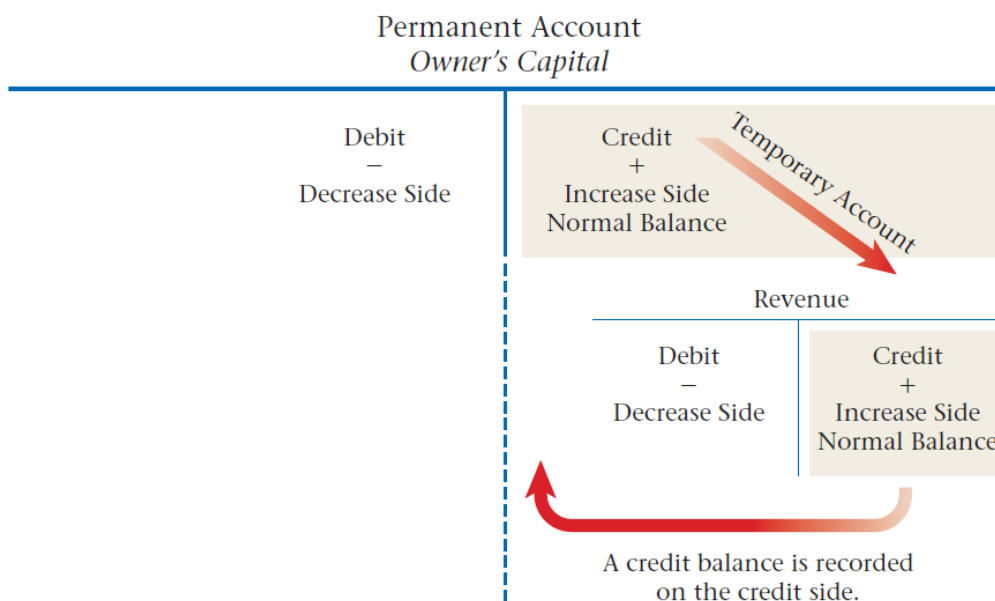 Permanent Account
Owner's Capital
Debit
–
Decrease Side
Credit
+
Increase Side
Normal Balance
Temporary Account
Revenue
Debit
–
Decrease Side
Credit
+
Increase Side
Normal Balance
A credit balance is recorded
on the credit side.